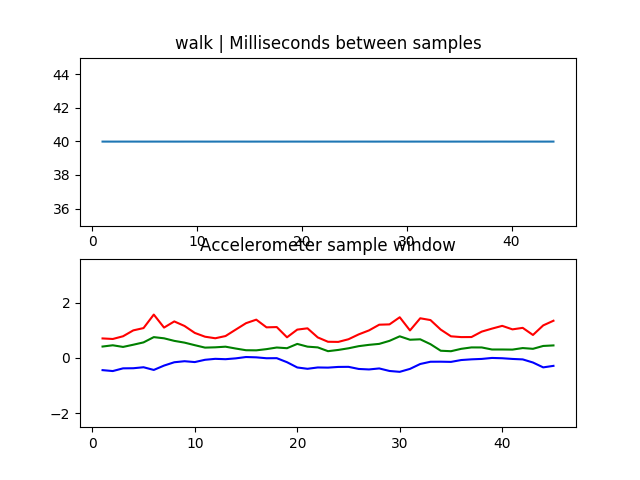 walk | Milliseconds between samples
44
42
40
38
36
0 10 20 30 40
Accelerometer sample window
2
0
−2
0 10 20 30 40